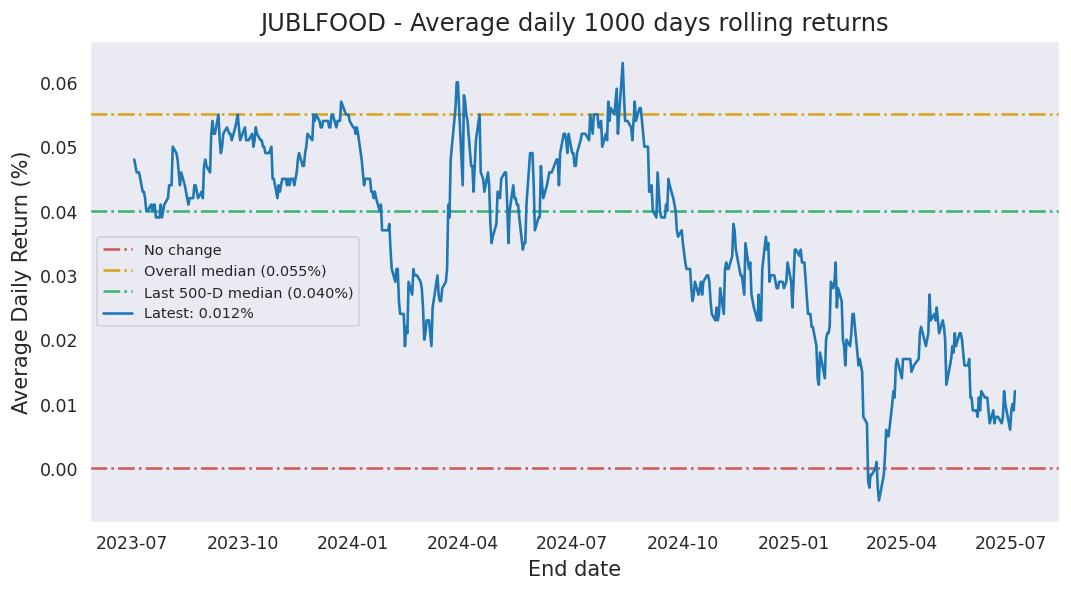 JUBLFOOD - Average daily 1000 days rolling returns
Average Daily Return (%)
0.06
0.05
0.04
0.03
0.02
0.01
0.00
No change
Overall median (0.055%)
Last 500-D median (0.040%)
Latest: 0.012%
2023-07 2023-10 2024-01 2024-04 2024-07 2024-10 2025-01 2025-04 2025-07
End date